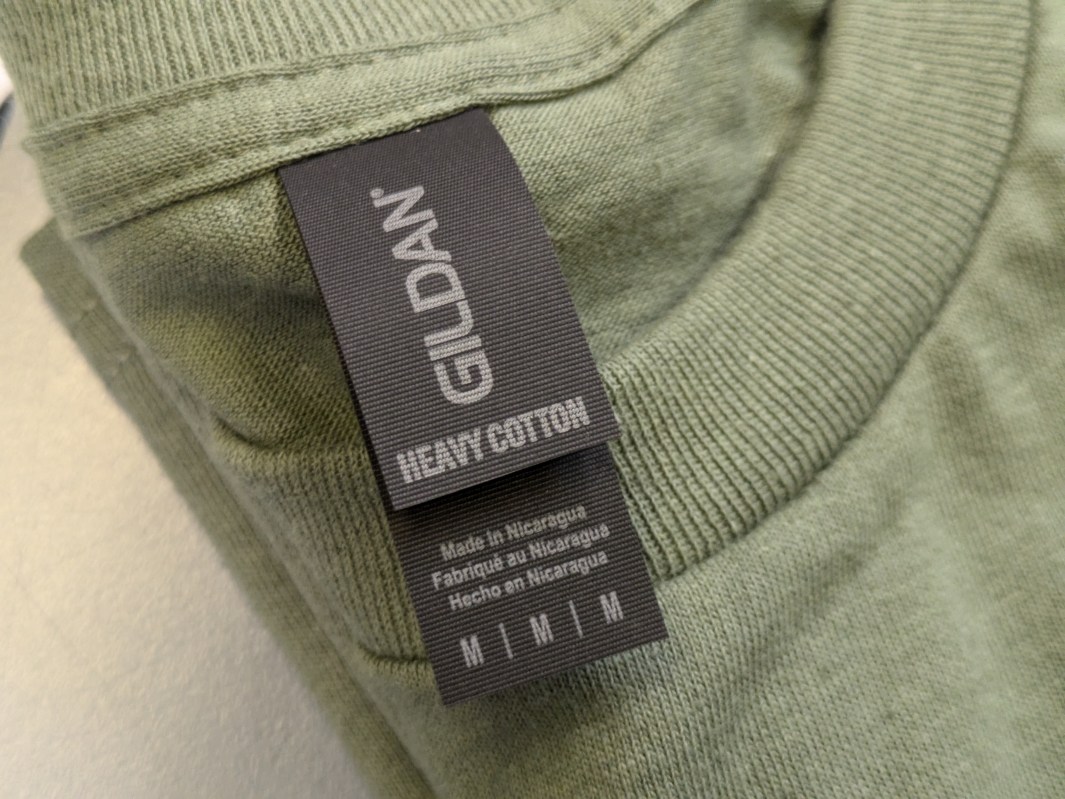 GILDAN®
HEAVY COTTON
Made in Nicaragua
Fabriqué au Nicaragua
Hecho en Nicaragua
M | M | M